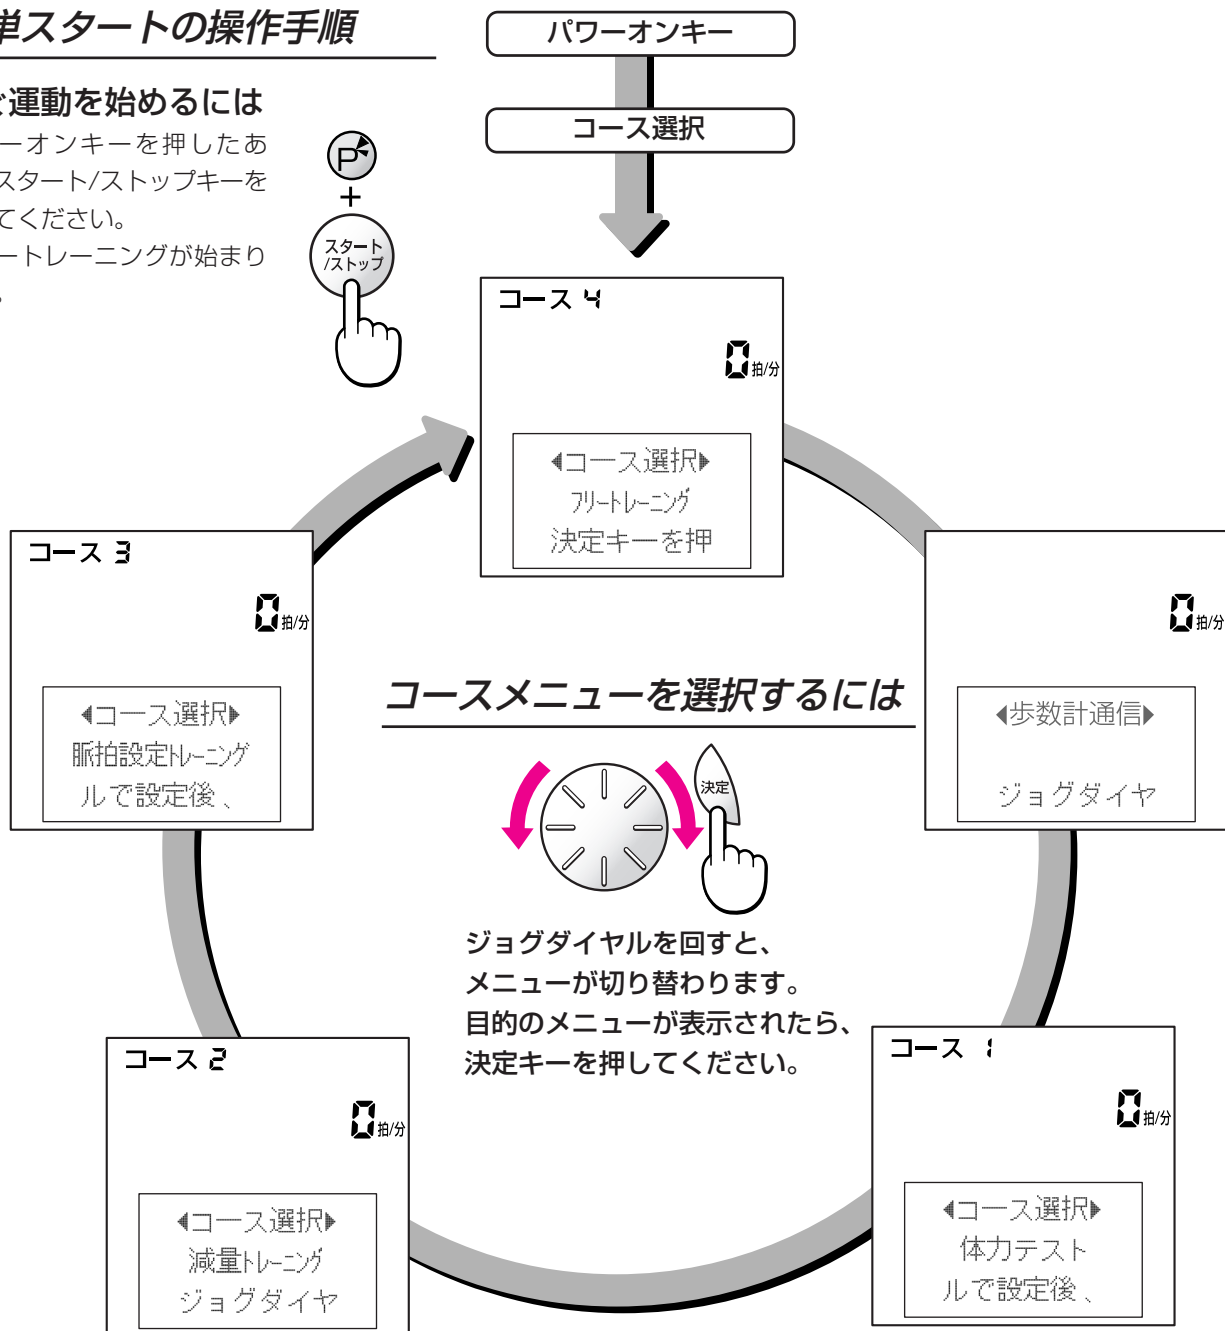 単スタートの操作手順
ぐ運動を始めるには
ーオンキーを押したあ
スタート/ストップキーを
てください。
ートレーニングが始まり
。
P
+
スタート
/ストップ
パワーオンキー
コース選択
コース 4
0拍/分
◀コース選択▶
フリートレーニング
決定キーを押
0拍/分
◀歩数計通信▶
ジョグダイヤ
コース 3
0拍/分
◀コース選択▶
脈拍設定トレーニング
ルで設定後、
コースメニューを選択するには
決定
ジョグダイヤルを回すと、
メニューが切り替わります。
目的のメニューが表示されたら、
決定キーを押してください。
コース 2
0拍/分
◀コース選択▶
減量トレーニング
ジョグダイヤ
コース 1
0拍/分
◀コース選択▶
体力テスト
ルで設定後、